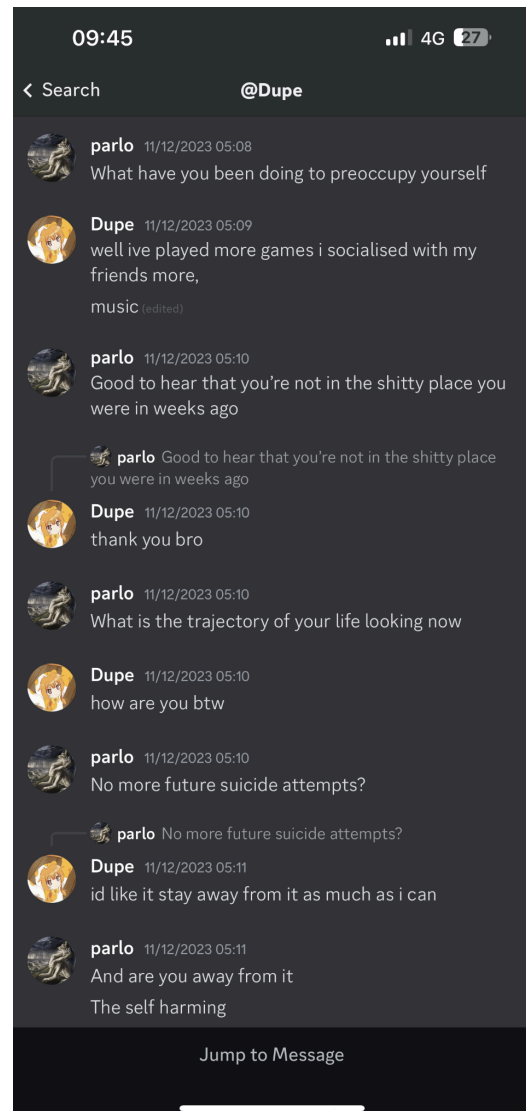 09:45
4G 27
Search
@Dupe
parlo 11/12/2023 05:08
What have you been doing to preoccupy yourself
Dupe 11/12/2023 05:09
well ive played more games i socialised with my
friends more,
music (edited)
parlo 11/12/2023 05:10
Good to hear that you're not in the shitty place you
were in weeks ago
parlo Good to hear that you're not in the shitty place
you were in weeks ago
Dupe 11/12/2023 05:10
thank you bro
parlo 11/12/2023 05:10
What is the trajectory of your life looking now
Dupe 11/12/2023 05:10
how are you btw
parlo 11/12/2023 05:10
No more future suicide attempts?
parlo No more future suicide attempts?
Dupe 11/12/2023 05:11
id like it stay away from it as much as i can
parlo 11/12/2023 05:11
And are you away from it
The self harming
Jump to Message